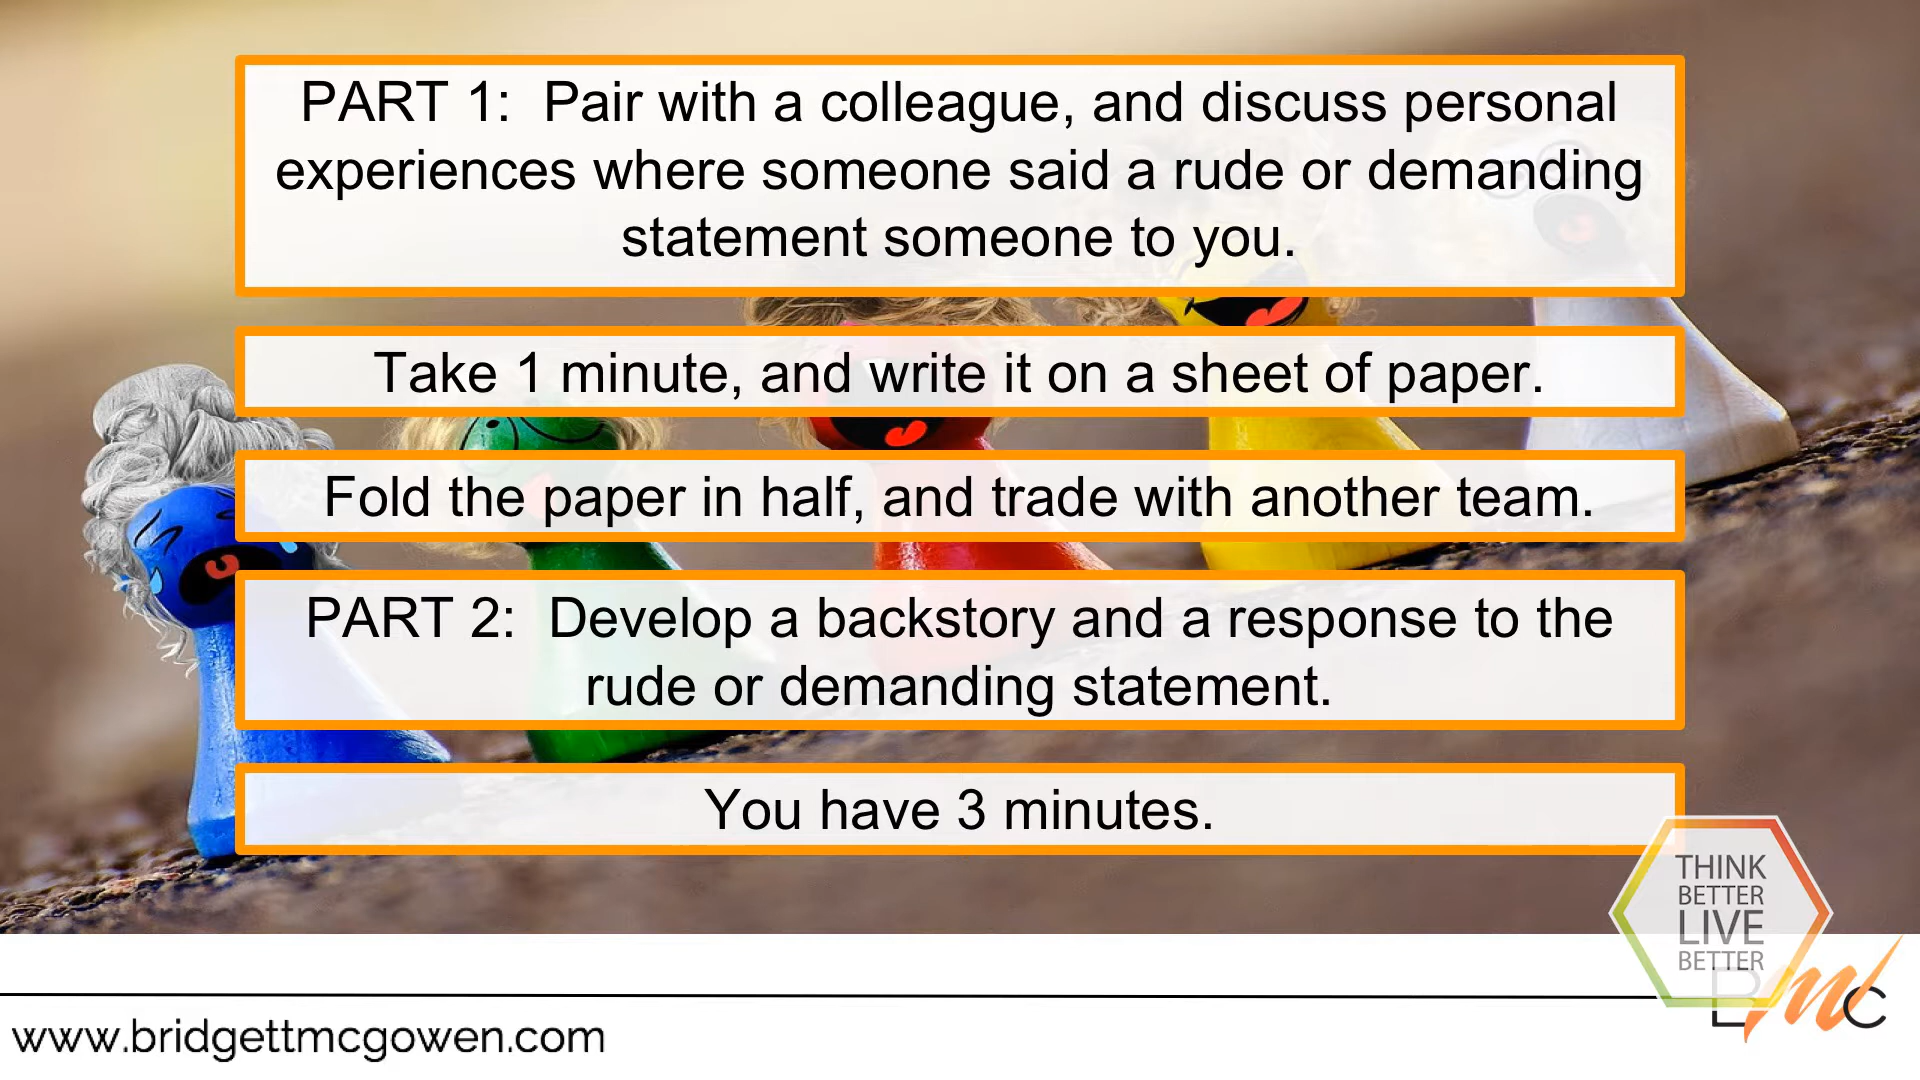 PART 1:  Pair with a colleague, and discuss personal
experiences where someone said a rude or demanding
statement someone to you.
Take 1 minute, and write it on a sheet of paper.
Fold the paper in half, and trade with another team.
PART 2:  Develop a backstory and a response to the
rude or demanding statement.
You have 3 minutes.
THINK
BETTER
LIVE
BETTER
BMC
www.bridgettmcgowen.com